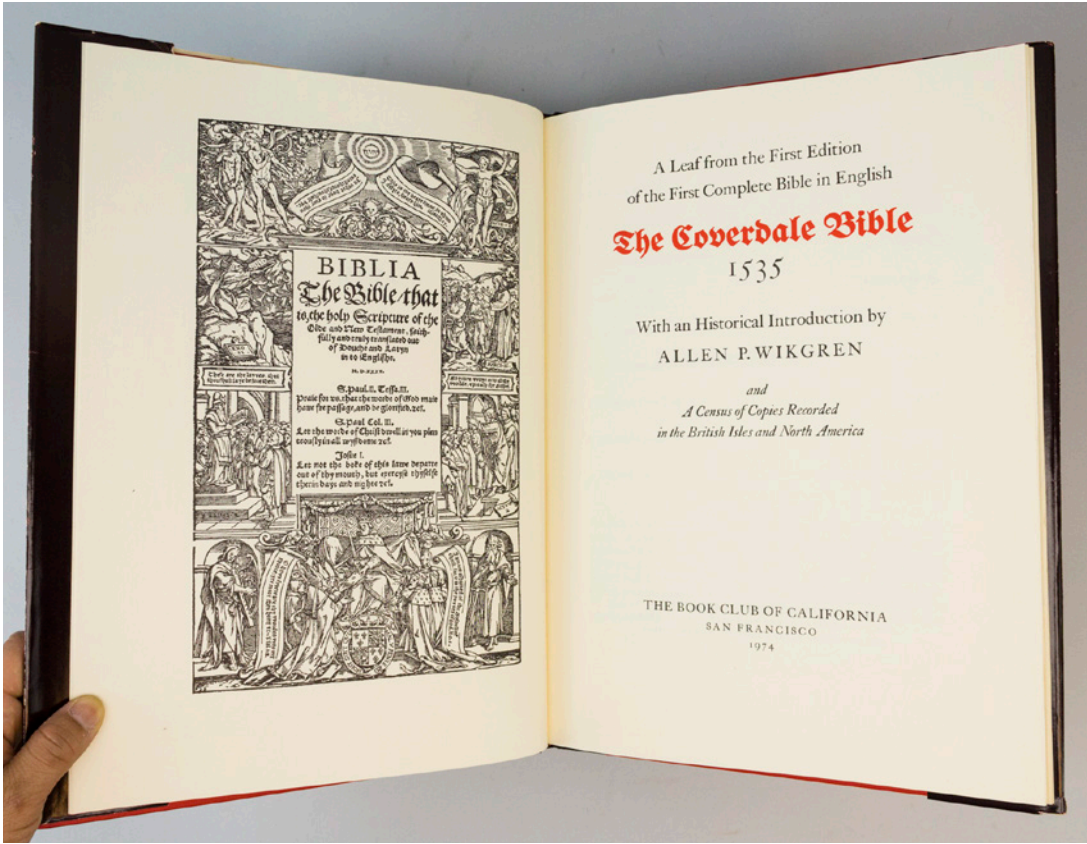 BIBLIA
The Bible/that
is, the holy Scripture of the
Olde and New Testament, faith-
fully and truly translated out
of Douche and Latyn
in to Englishe.
M.D.XXXV.
S. Paul. II. Tessa. III.
Praie for vs, that the worde of God maie
haue fre passage, and be glorified. zct.
S. Paul Col. III.
Let the worde of Christ dwell in you plen
teously in all wyssdome zct.
Josue I.
Let not the boke of this lawe departe
out of thy mouth, but exercyse thyselfe
therin daye and nighte zct.
A Leaf from the First Edition
of the First Complete Bible in English
The Coverdale Bible
1535
With an Historical Introduction by
ALLEN P. WIKGREN
and
A Census of Copies Recorded
in the British Isles and North America
THE BOOK CLUB OF CALIFORNIA
SAN FRANCISCO
1974